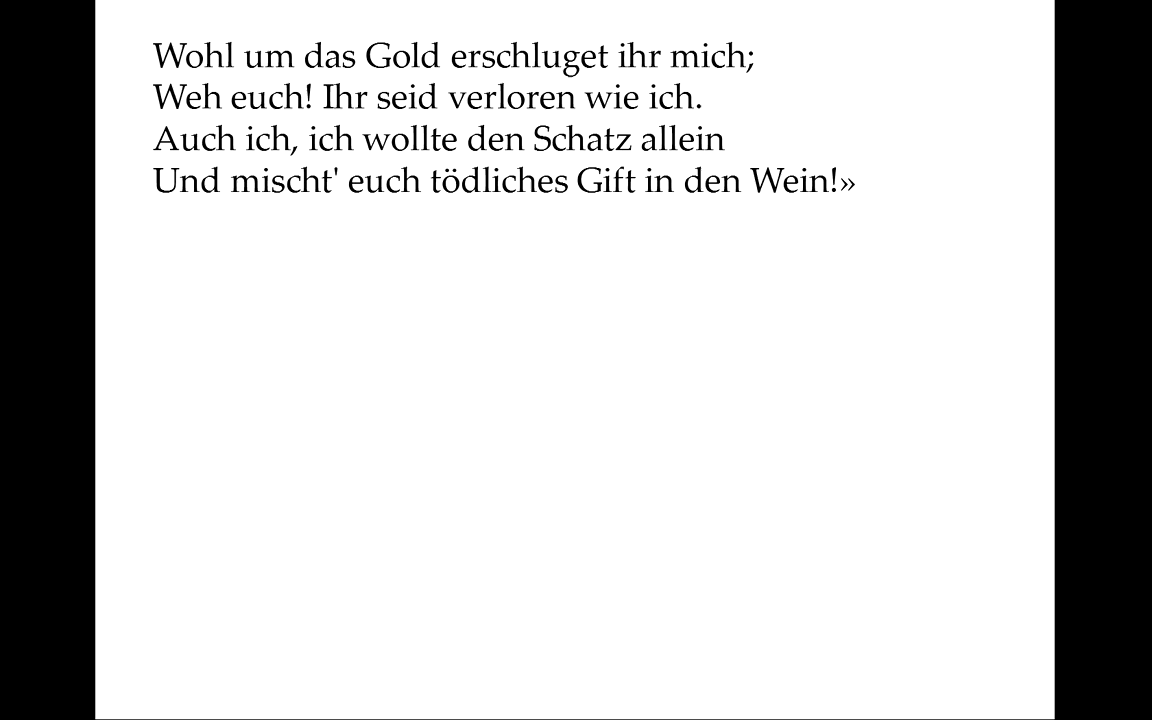 Wohl um das Gold erschluget ihr mich;
Weh euch! Ihr seid verloren wie ich.
Auch ich, ich wollte den Schatz allein
Und mischt' euch tödliches Gift in den Wein!»